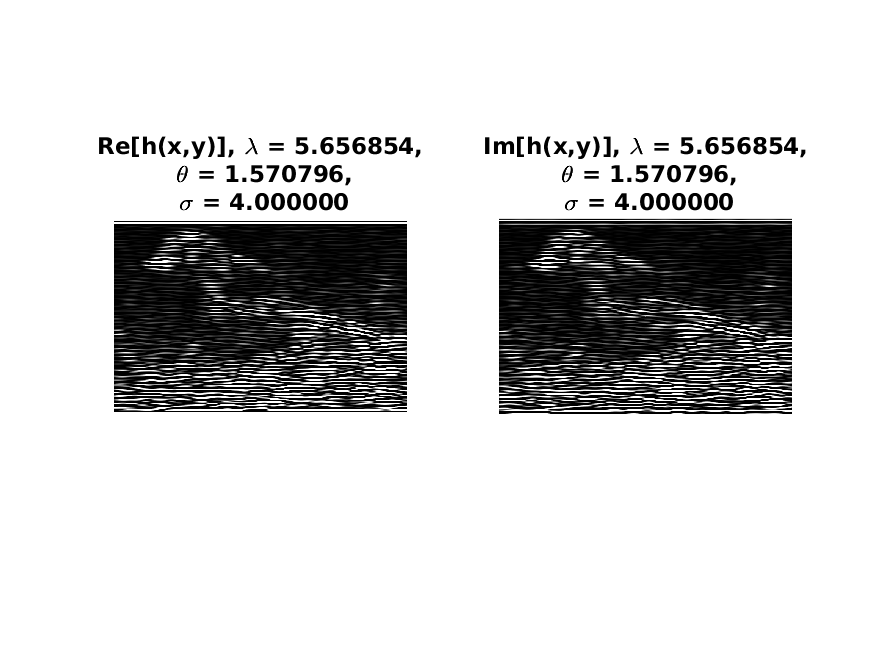 Re[h(x,y)], λ = 5.656854,
θ = 1.570796,
σ = 4.000000
Im[h(x,y)], λ = 5.656854,
θ = 1.570796,
σ = 4.000000